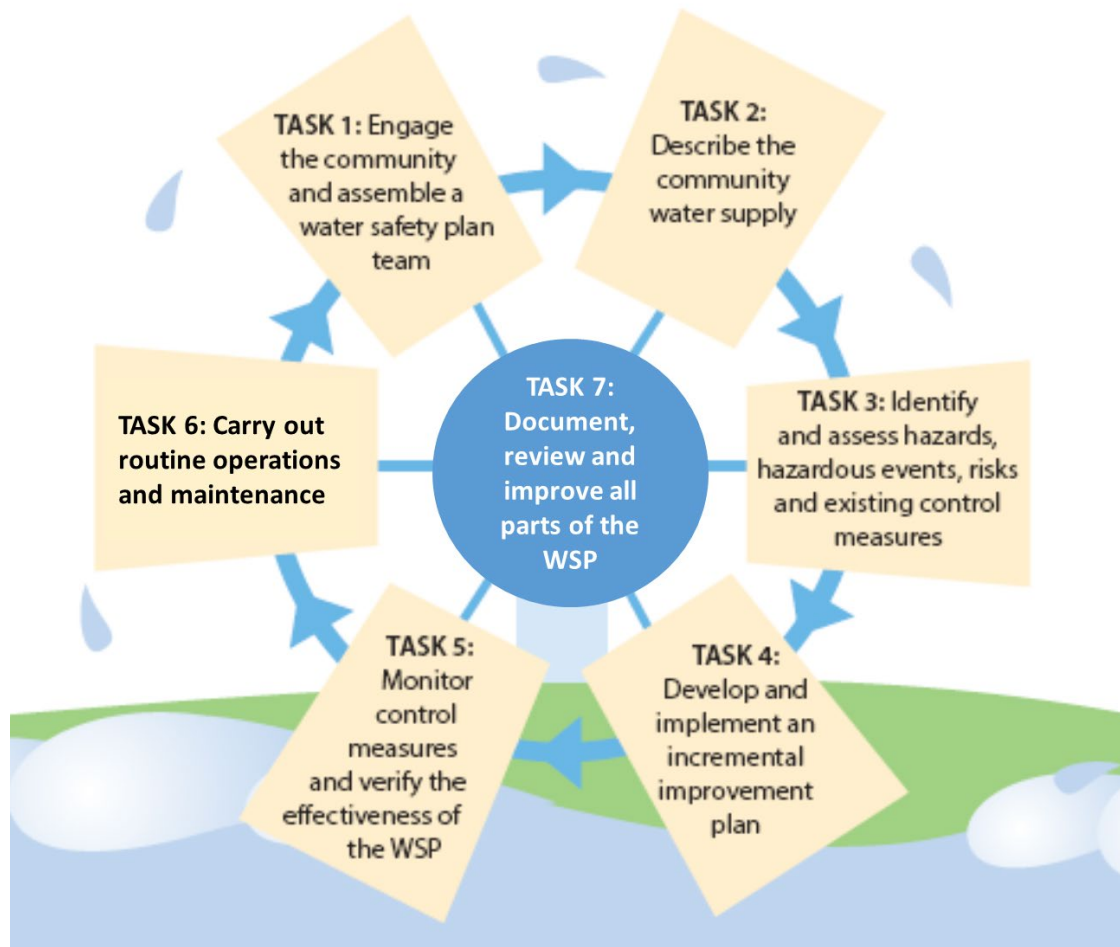 TASK 1: Engage
the community
and assemble a
water safety plan
team
TASK 2:
Describe the
community
water supply
TASK 3: Identify
and assess hazards,
hazardous events, risks
and existing control
measures
TASK 4:
Develop and
implement an
incremental
improvement
plan
TASK 5:
Monitor
control
measures
and verify the
effectiveness of
the WSP
TASK 6: Carry out
routine operations
and maintenance
TASK 7:
Document,
review and
improve all
parts of the
WSP